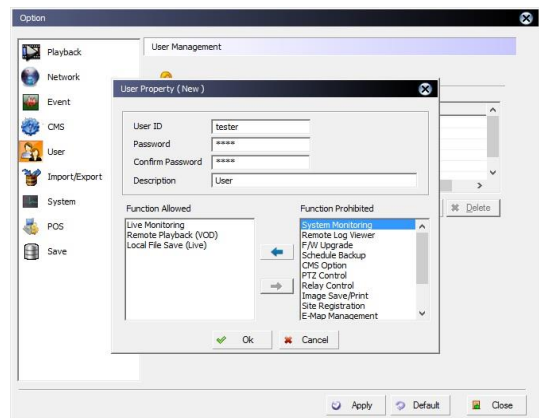 Option
Playback
Network
Event
CMS
User
Import/Export
System
POS
Save
User Management
Delete
User Property ( New )
User ID
tester
Password
****
Confirm Password
****
Description
User
Function Allowed
Live Monitoring
Remote Playback (VOD)
Local File Save (Live)
Function Prohibited
System Monitoring
Remote Log Viewer
F/W Upgrade
Schedule Backup
CMS Option
PTZ Control
Relay Control
Image Save/Print
Site Registration
E-Map Management
Ok
Cancel
Apply
Default
Close